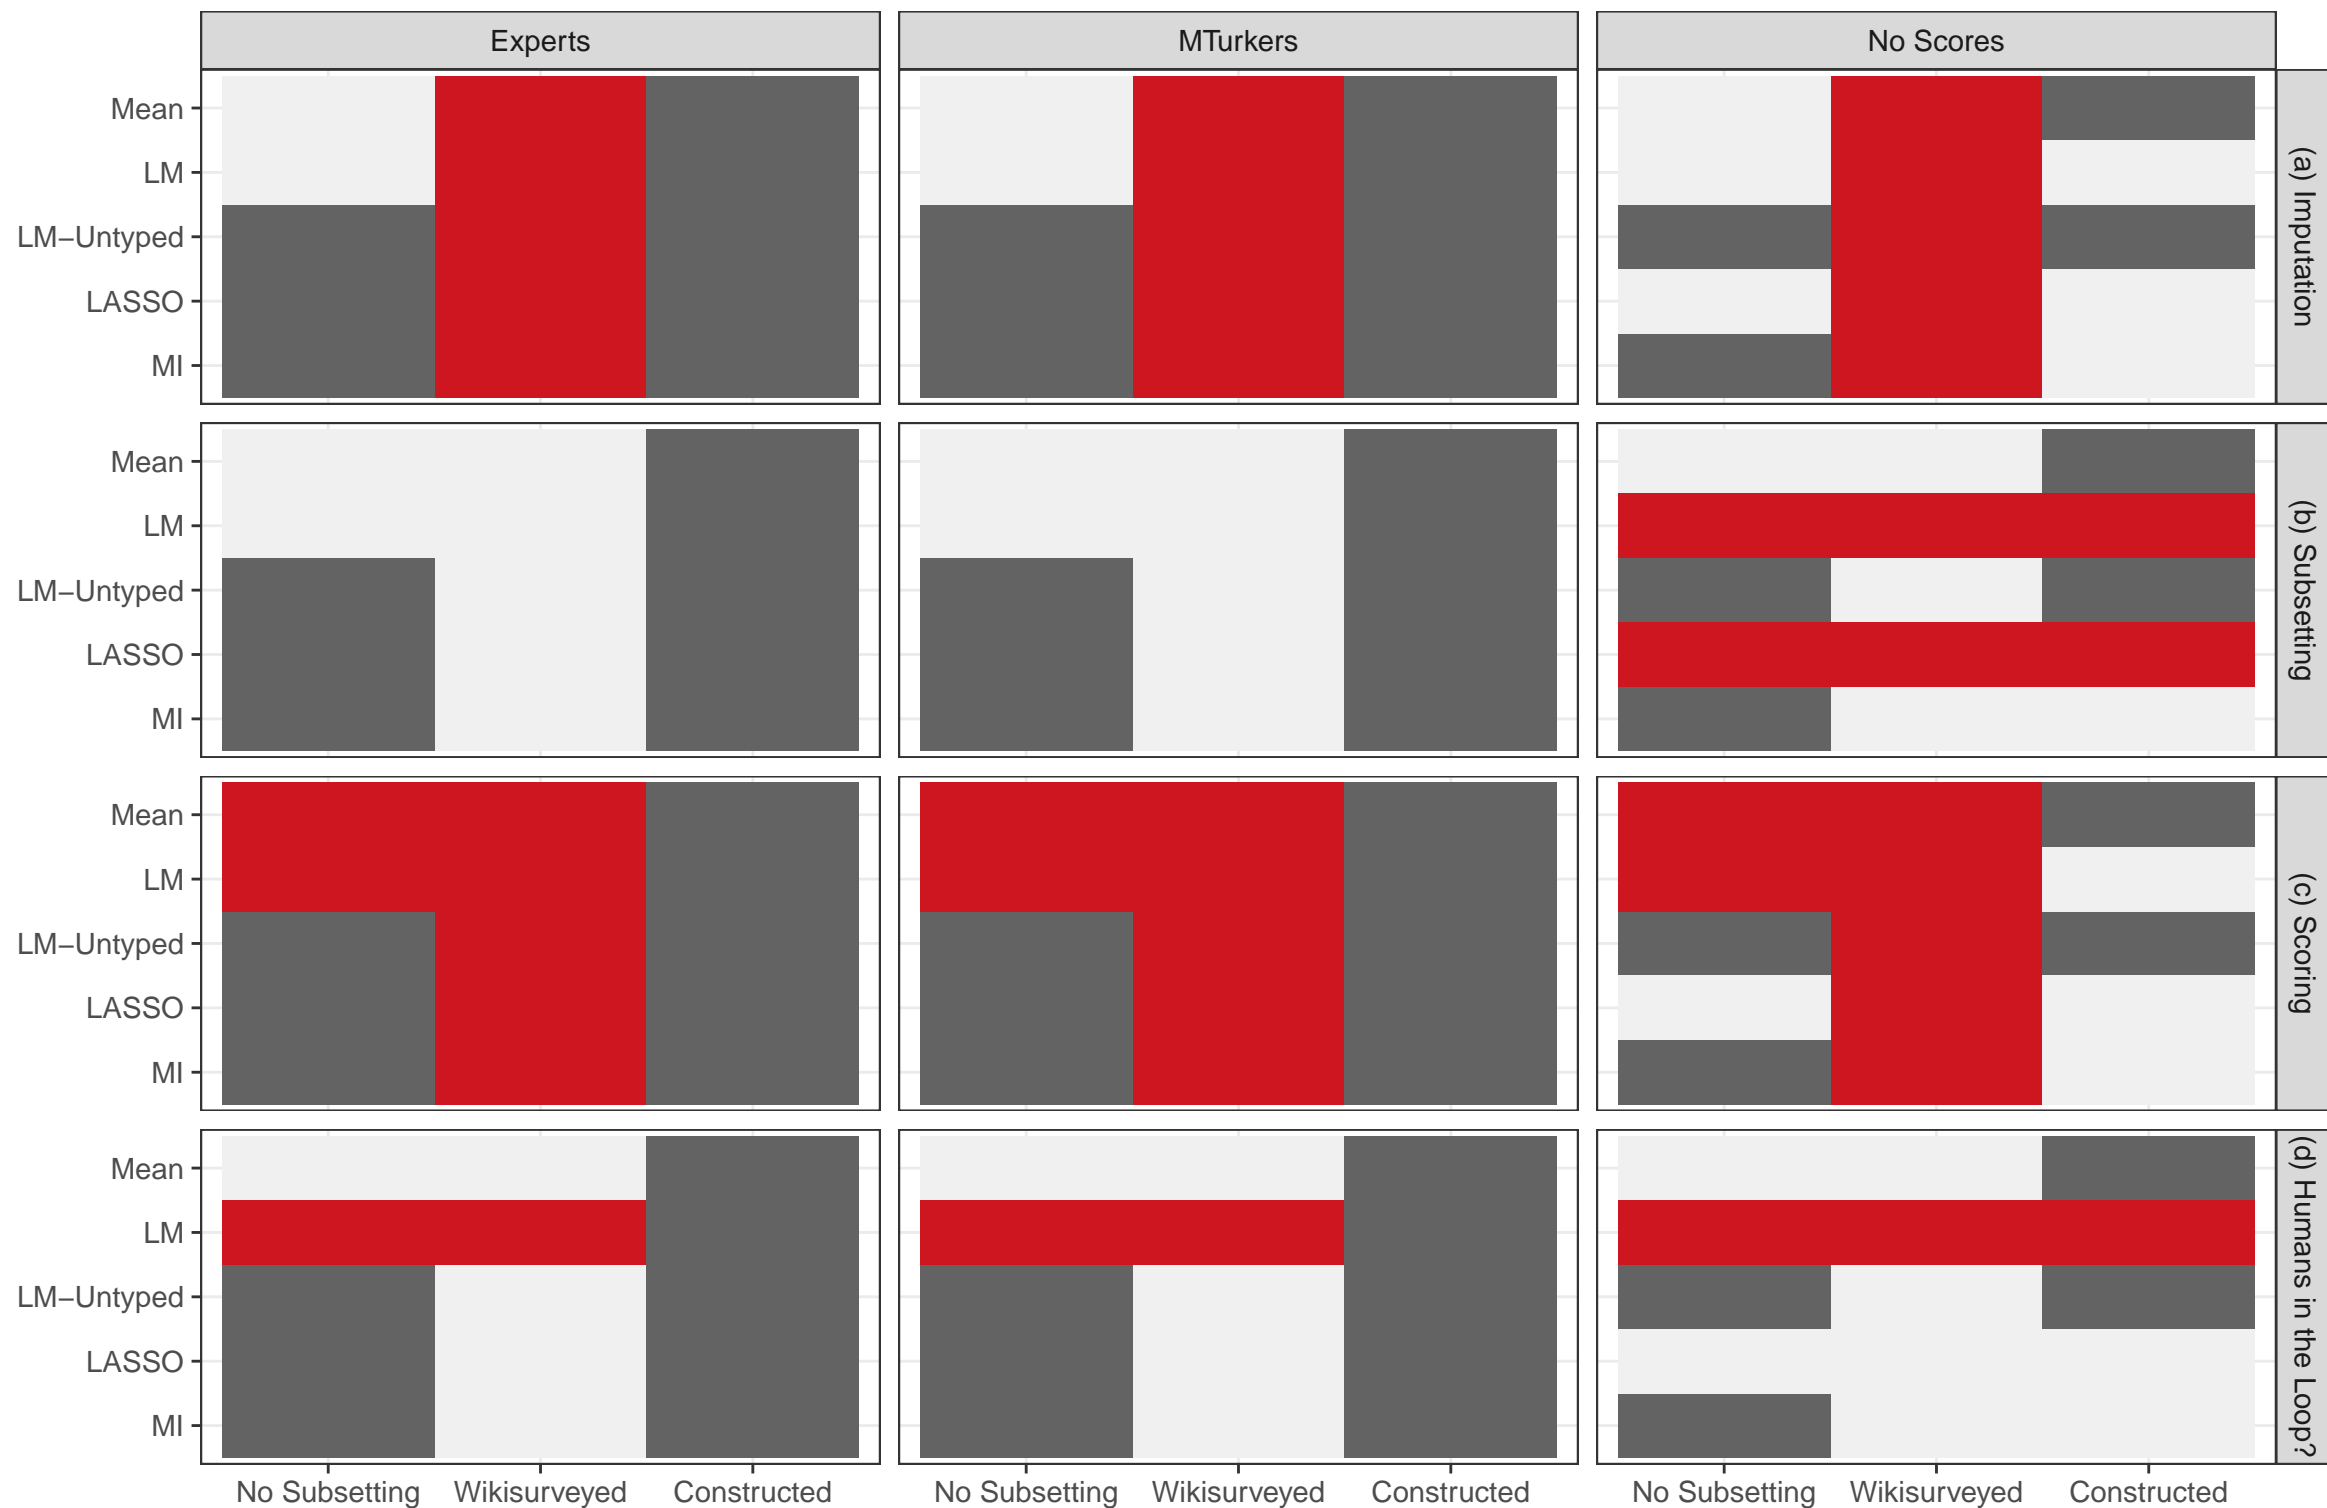 Experts
MTurkers
No Scores
Mean
LM
LM−Untyped
LASSO
MI
(a) Imputation
Mean
LM
LM−Untyped
LASSO
MI
(b) Subsetting
Mean
LM
LM−Untyped
LASSO
MI
(c) Scoring
Mean
LM
LM−Untyped
LASSO
MI
(d) Humans in the Loop?
No Subsetting Wikisurveyed Constructed
No Subsetting Wikisurveyed Constructed
No Subsetting Wikisurveyed Constructed